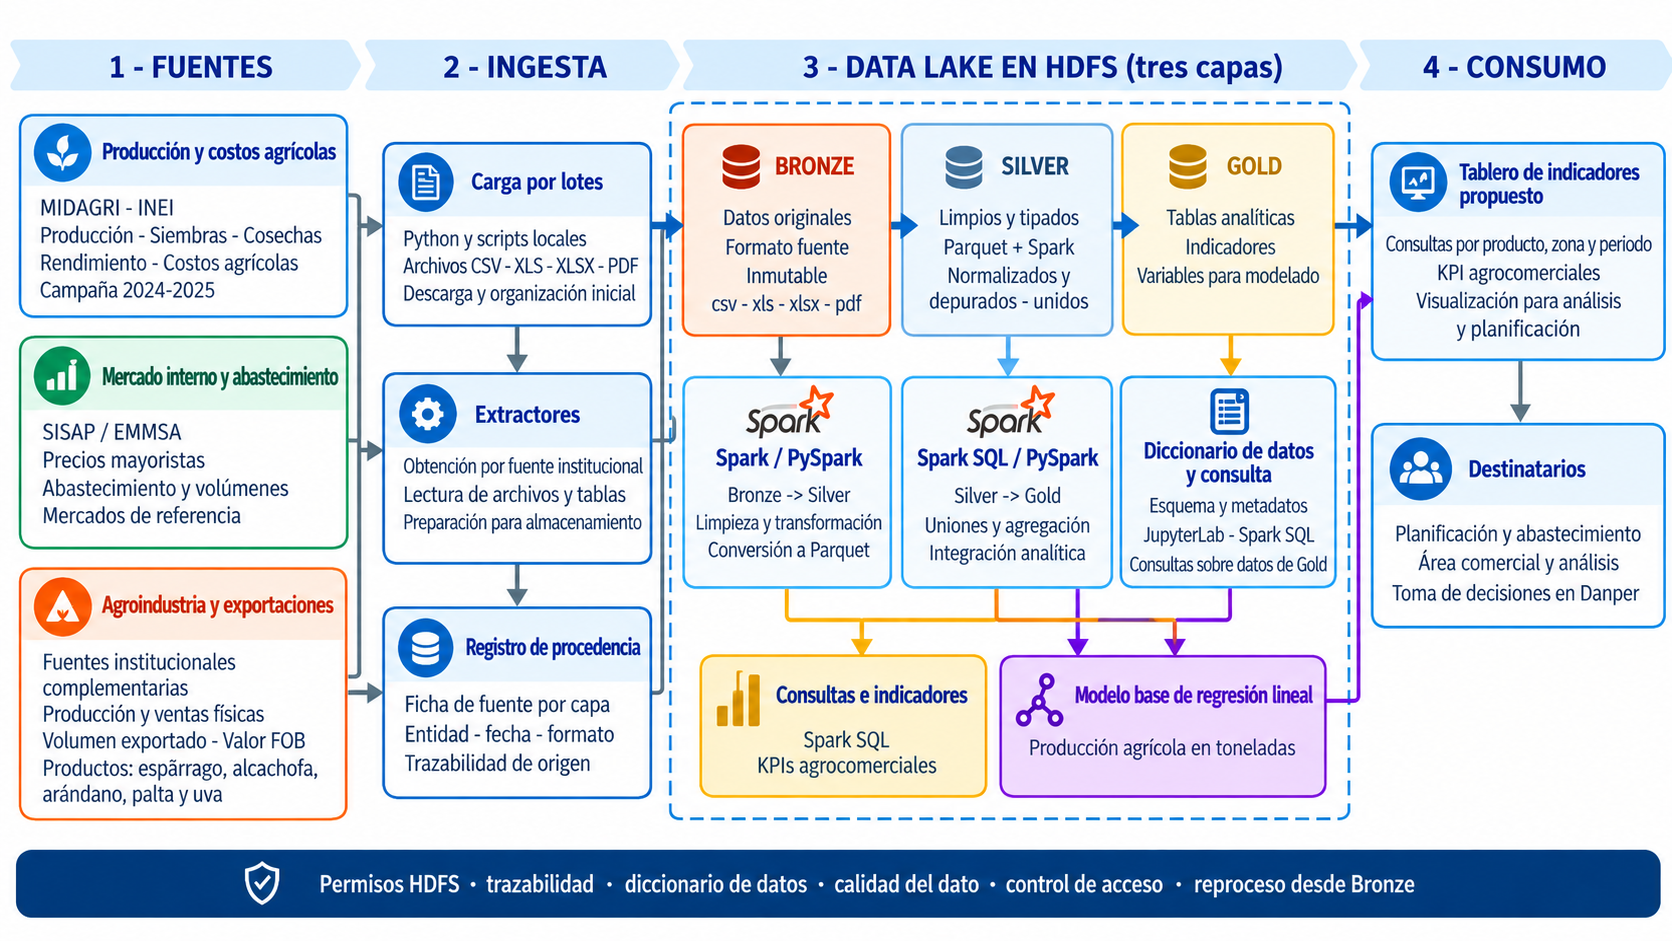 1 - FUENTES
2 - INGESTA
3 - DATA LAKE EN HDFS (tres capas)
4 - CONSUMO
Producción y costos agrícolas
MIDAGRI - INEI
Producción - Siembras - Cosechas
Rendimiento - Costos agrícolas
Campaña 2024-2025
Mercado interno y abastecimiento
SISAP / EMMSA
Precios mayoristas
Abastecimiento y volúmenes
Mercados de referencia
Agroindustria y exportaciones
Fuentes institucionales
complementarias
Producción y ventas físicas
Volumen exportado - Valor FOB
Productos: espãrrago, alcachofa,
arándano, palta y uva
Carga por lotes
Python y scripts locales
Archivos CSV - XLS - XLSX - PDF
Descarga y organización inicial
Extractores
Obtención por fuente institucional
Lectura de archivos y tablas
Preparación para almacenamiento
Registro de procedencia
Ficha de fuente por capa
Entidad - fecha - formato
Trazabilidad de origen
BRONZE
Datos originales
Formato fuente
Inmutable
csv - xls - xlsx - pdf
SILVER
Limpios y tipados
Parquet + Spark
Normalizados y
depurados - unidos
GOLD
Tablas analíticas
Indicadores
Variables para modelado
Spark
Spark / PySpark
Bronze -> Silver
Limpieza y transformación
Conversión a Parquet
Spark
Spark SQL / PySpark
Silver -> Gold
Uniones y agregación
Integración analítica
Diccionario de datos
y consulta
Esquema y metadatos
JupyterLab - Spark SQL
Consultas sobre datos de Gold
Consultas e indicadores
Spark SQL
KPIs agrocomerciales
Modelo base de regresión lineal
Producción agrícola en toneladas
Tablero de indicadores
propuesto
Consultas por producto, zona y periodo
KPI agrocomerciales
Visualización para análisis
y planificación
Destinatarios
Planificación y abastecimiento
Área comercial y análisis
Toma de decisiones en Danper
Permisos HDFS • trazabilidad • diccionario de datos • calidad del dato • control de acceso • reproceso desde Bronze